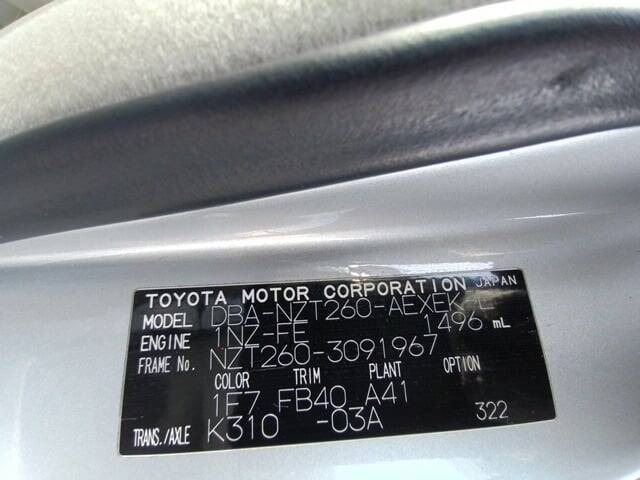 TOYOTA MOTOR CORPORATION JAPAN
MODEL DBA-NZT260-AEXEK
ENGINE 1NZ-FE 1496 mL
FRAME No. NZT260-3091967
COLOR TRIM PLANT OPTION
1F7 FB40 A41
TRANS./AXLE K310 -03A 322